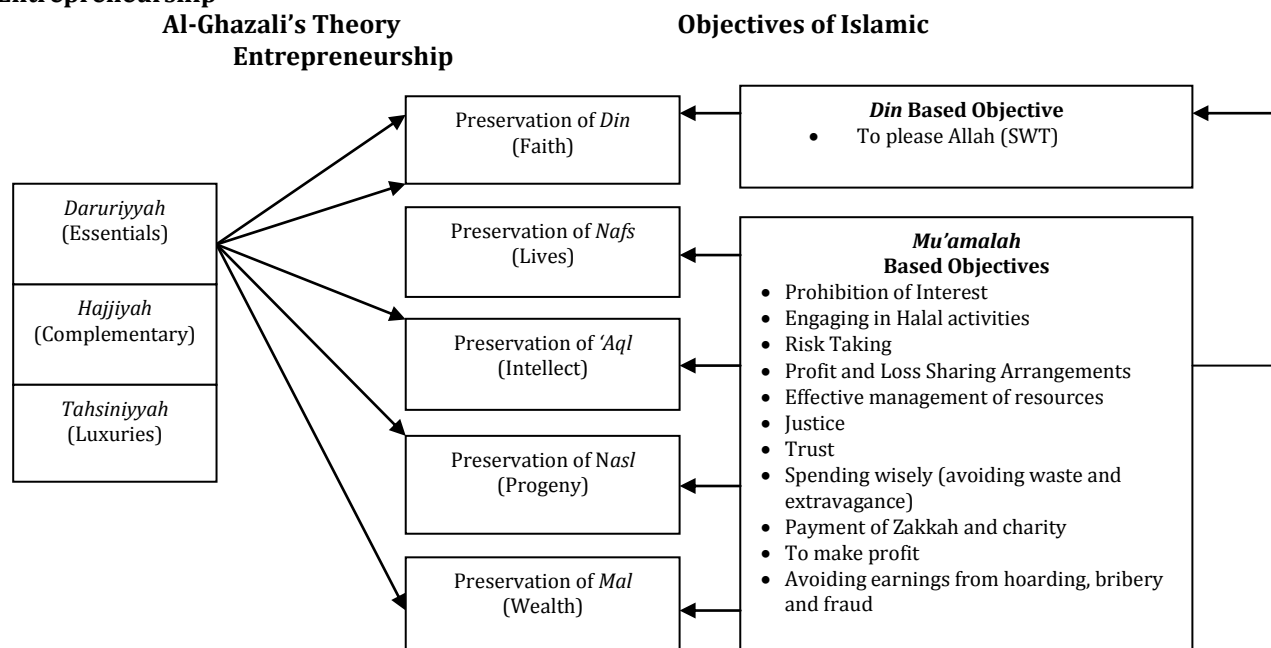 Entrepreneurship
Al-Ghazali's Theory
Objectives of Islamic
Entrepreneurship
Daruriyyah
(Essentials)
Hajjiyah
(Complementary)
Tahsiniyyah
(Luxuries)
Preservation of Din
(Faith)
Preservation of Nafs
(Lives)
Preservation of ‘Aql
(Intellect)
Preservation of Nasl
(Progeny)
Preservation of Mal
(Wealth)
Din Based Objective
• To please Allah (SWT)
Mu’amalah
Based Objectives
• Prohibition of Interest
• Engaging in Halal activities
• Risk Taking
• Profit and Loss Sharing Arrangements
• Effective management of resources
• Justice
• Trust
• Spending wisely (avoiding waste and
extravagance)
• Payment of Zakkah and charity
• To make profit
• Avoiding earnings from hoarding, bribery
and fraud